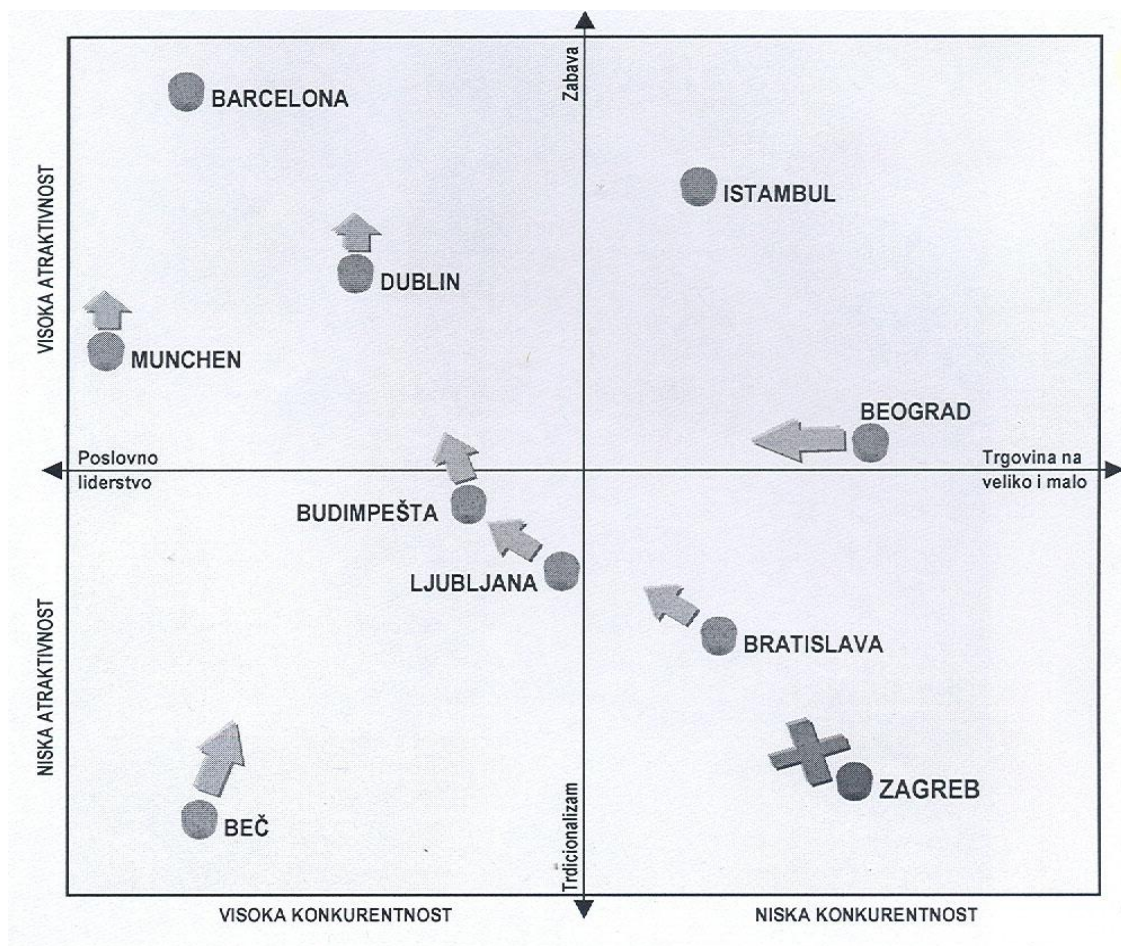 Zabava
BARCELONA
ISTAMBUL
VISOKA ATRAKTIVNOST
DUBLIN
MUNCHEN
BEOGRAD
Poslovno
liderstvo
Trgovina na
veliko i malo
BUDIMPEŠTA
LJUBLJANA
BRATISLAVA
NISKA ATRAKTIVNOST
ZAGREB
BEČ
Trdicionalizam
VISOKA KONKURENTNOST
NISKA KONKURENTNOST